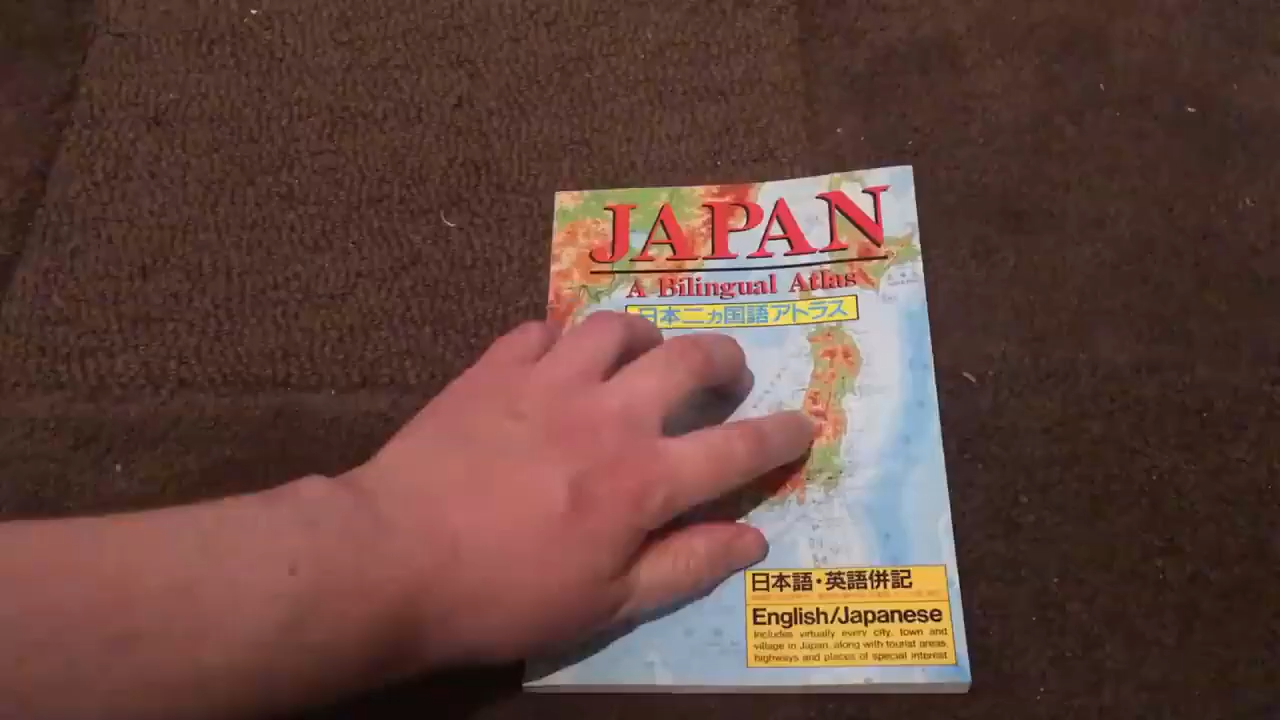 JAPAN
A Bilingual Atlas
日本二ヵ国語アトラス
日本語・英語併記
English/Japanese
Includes virtually every city, town and
village in Japan, along with tourist areas,
highways and places of special interest